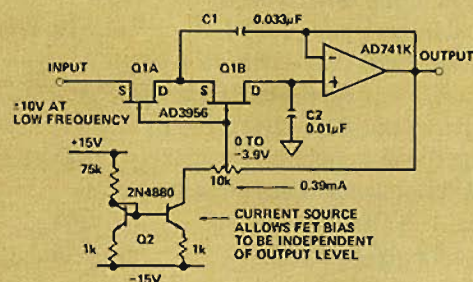 C1
0.033µF
AD741K
OUTPUT
INPUT
Q1A
Q1B
S
D
S
D
−
+
±10V AT
LOW FREQUENCY
AD3956
C2
0.01µF
0 TO
−3.9V
+15V
75k
10k
0.39mA
2N4880
Q2
1k
1k
−15V
CURRENT SOURCE
ALLOWS FET BIAS
TO BE INDEPENDENT
OF OUTPUT LEVEL